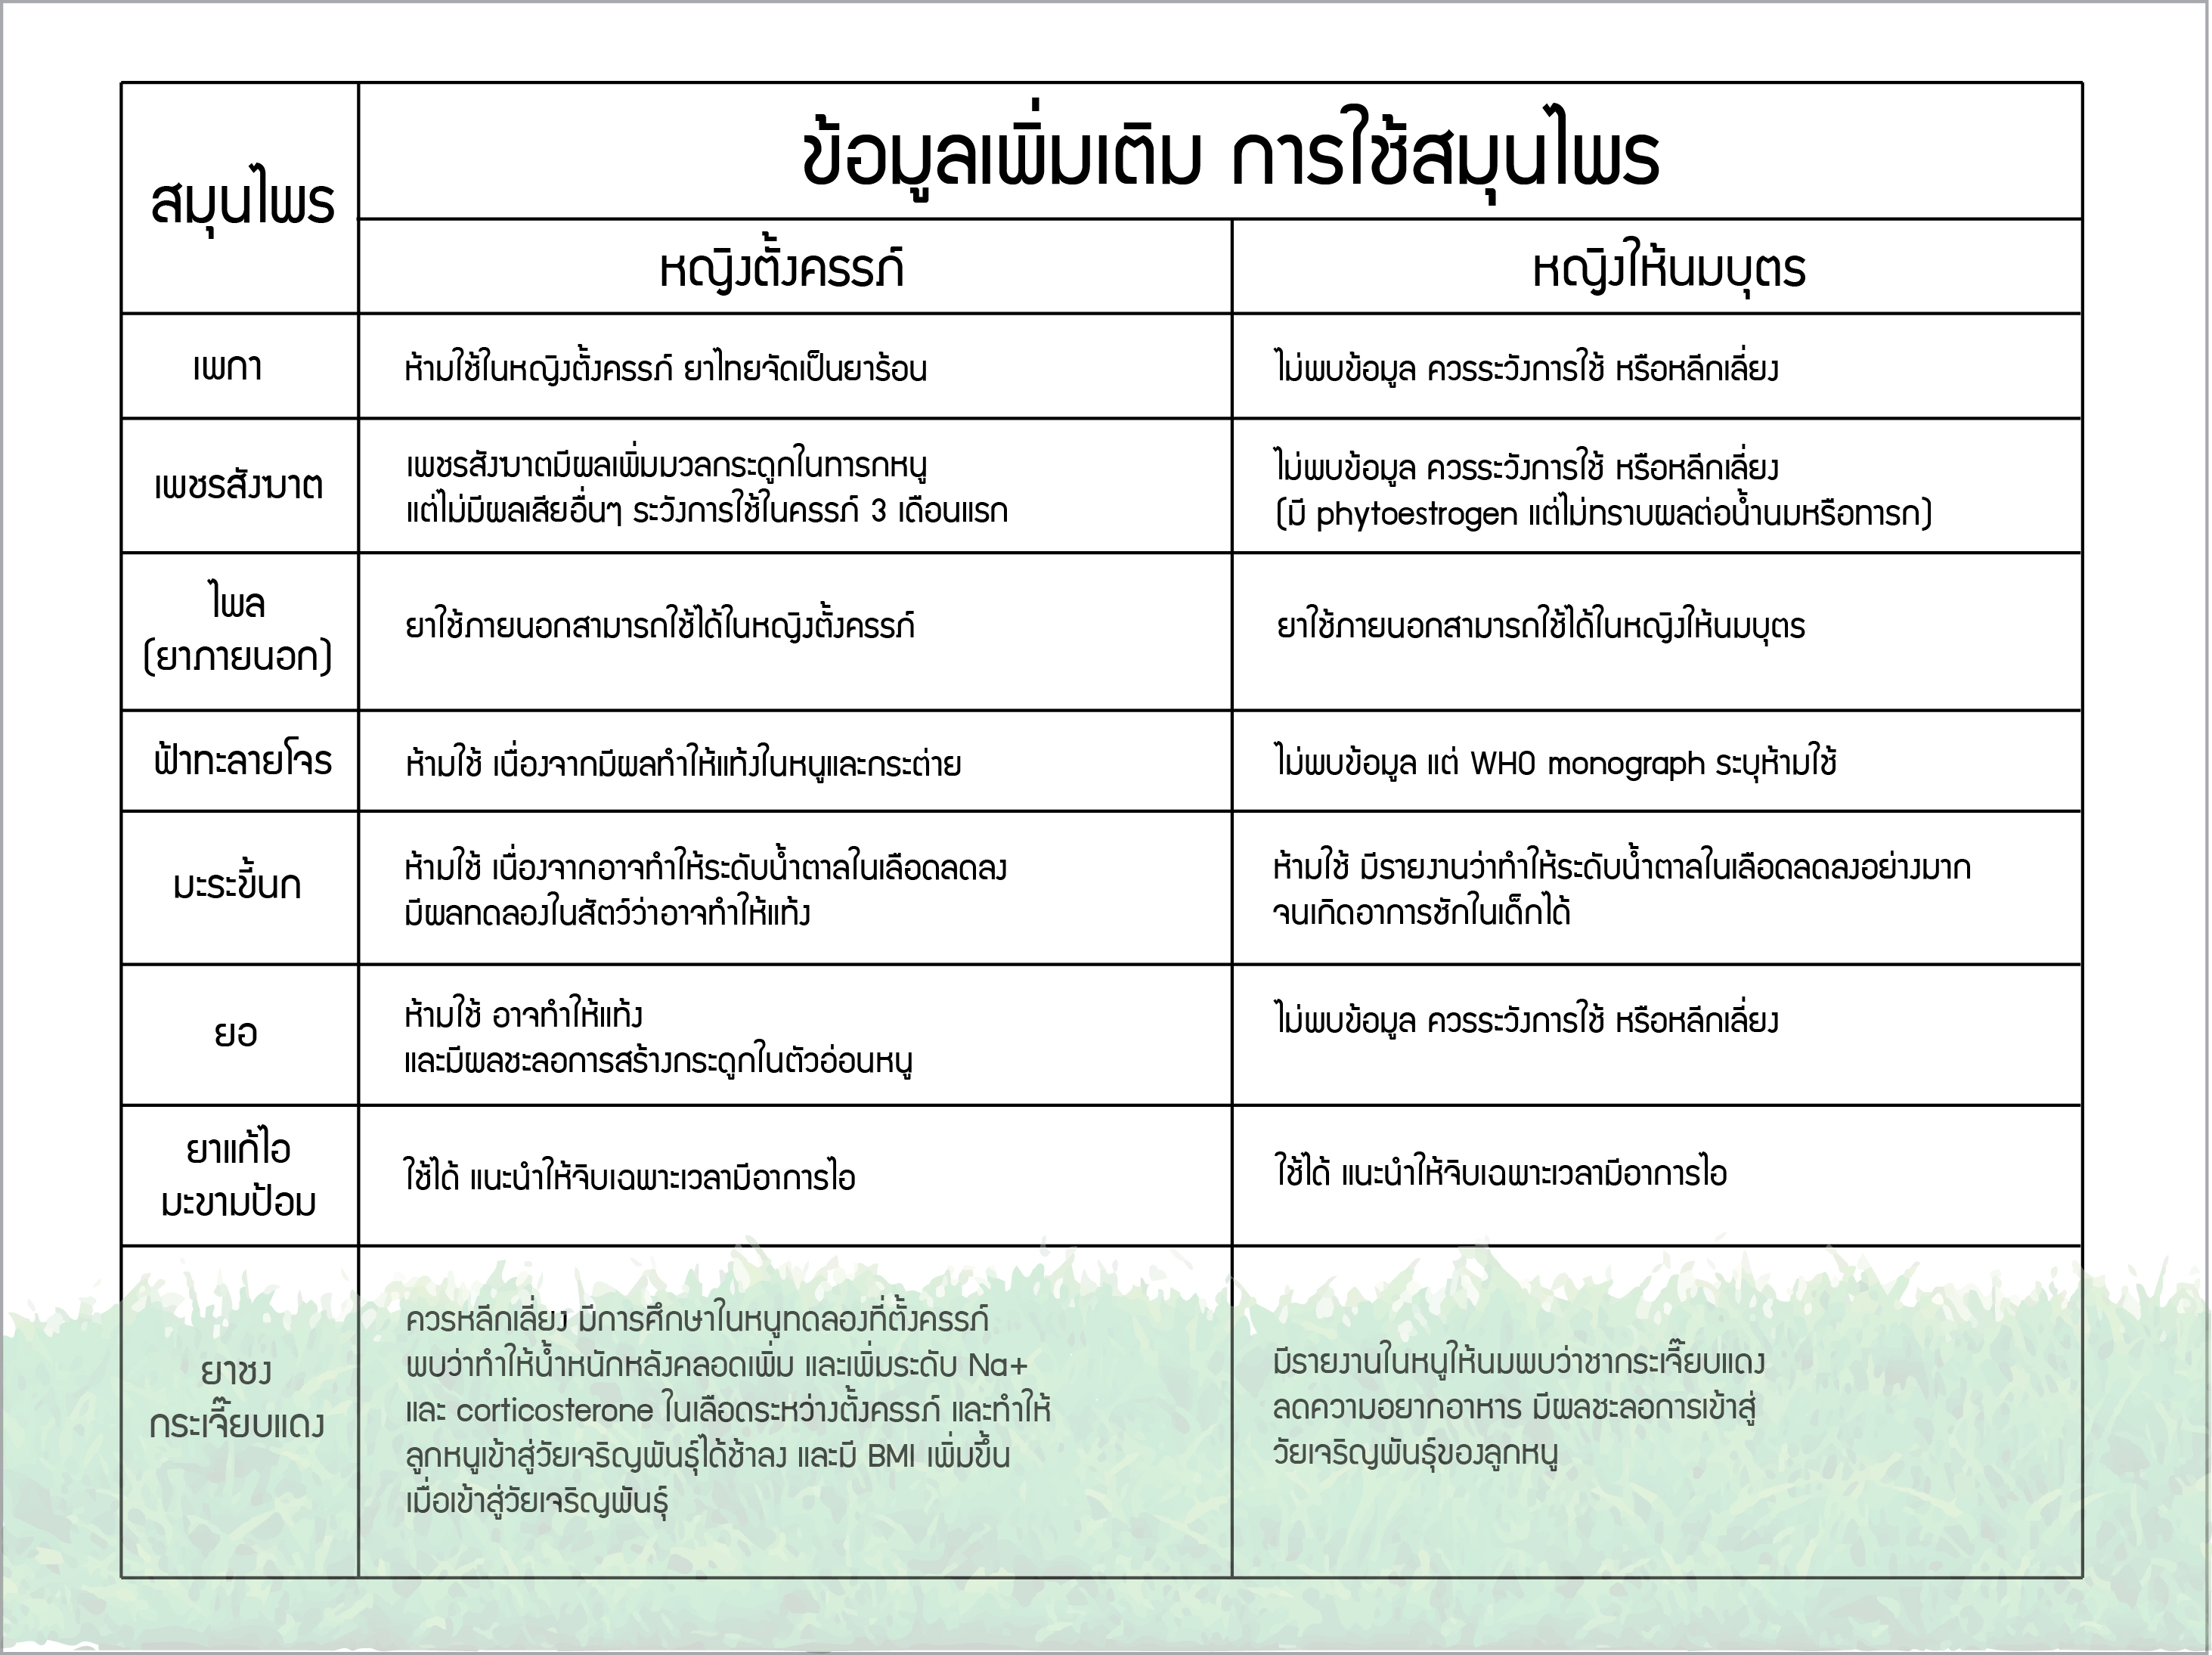 สมุนไพร
ข้อมูลเพิ่มเติม การใช้สมุนไพร
หญิงตั้งครรภ์
หญิงให้นมบุตร
เพกา
ห้ามใช้ในหญิงตั้งครรภ์ ยาไทยจัดเป็นยาร้อน
ไม่พบข้อมูล ควรระวังการใช้ หรือหลีกเลี่ยง
เพชรสังฆาต
เพชรสังฆาตมีผลเพิ่มมวลกระดูกในทารกหนู
แต่ไม่มีผลเสียอื่นๆ ระวังการใช้ในครรภ์ 3 เดือนแรก
ไม่พบข้อมูล ควรระวังการใช้ หรือหลีกเลี่ยง
(มี phytoestrogen แต่ไม่ทราบผลต่อน้ำนมหรือทารก)
ไพล
(ยาภายนอก)
ยาใช้ภายนอกสามารถใช้ได้ในหญิงตั้งครรภ์
ยาใช้ภายนอกสามารถใช้ได้ในหญิงให้นมบุตร
ฟ้าทะลายโจร
ห้ามใช้ เนื่องจากมีผลทำให้แท้งในหนูและกระต่าย
ไม่พบข้อมูล แต่ WHO monograph ระบุห้ามใช้
มะระขี้นก
ห้ามใช้ เนื่องจากอาจทำให้ระดับน้ำตาลในเลือดลดลง
มีผลทดลองในสัตว์ว่าอาจทำให้แท้ง
ห้ามใช้ มีรายงานว่าทำให้ระดับน้ำตาลในเลือดลดลงอย่างมาก
จนเกิดอาการชักในเด็กได้
ยอ
ห้ามใช้ อาจทำให้แท้ง
และมีผลชะลอการสร้างกระดูกในตัวอ่อนหนู
ไม่พบข้อมูล ควรระวังการใช้ หรือหลีกเลี่ยง
ยาแก้ไอ
มะขามป้อม
ใช้ได้ แนะนำให้จิบเฉพาะเวลามีอาการไอ
ใช้ได้ แนะนำให้จิบเฉพาะเวลามีอาการไอ
ยาชง
กระเจี๊ยบแดง
ควรหลีกเลี่ยง มีการศึกษาในหนูทดลองที่ตั้งครรภ์
พบว่าทำให้น้ำหนักหลังคลอดเพิ่ม และเพิ่มระดับ Na+
และ corticosterone ในเลือดระหว่างตั้งครรภ์ และทำให้
ลูกหนูเข้าสู่วัยเจริญพันธุ์ได้ช้าลง และมี BMI เพิ่มขึ้น
เมื่อเข้าสู่วัยเจริญพันธุ์
มีรายงานในหนูให้นมพบว่าชากระเจี๊ยบแดง
ลดความอยากอาหาร มีผลชะลอการเข้าสู่
วัยเจริญพันธุ์ของลูกหนู